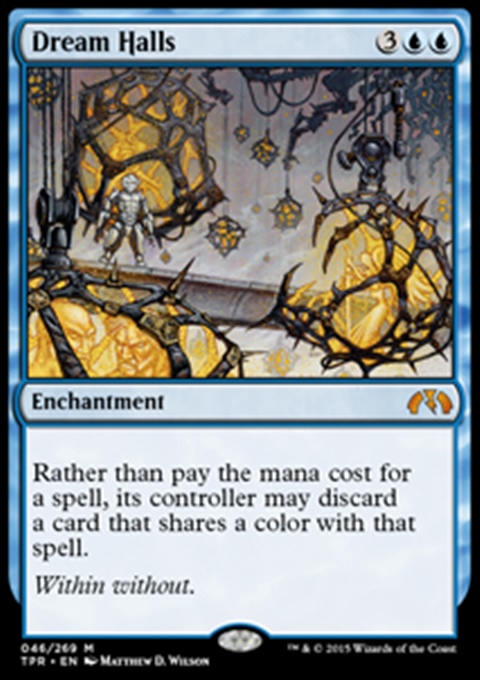 Dream Halls 3
Enchantment
Rather than pay the mana cost for
a spell, its controller may discard
a card that shares a color with that
spell.
Within without.
046/269 M
TPR • EN Matthew D. Wilson
™ & © 2015 Wizards of the Coast